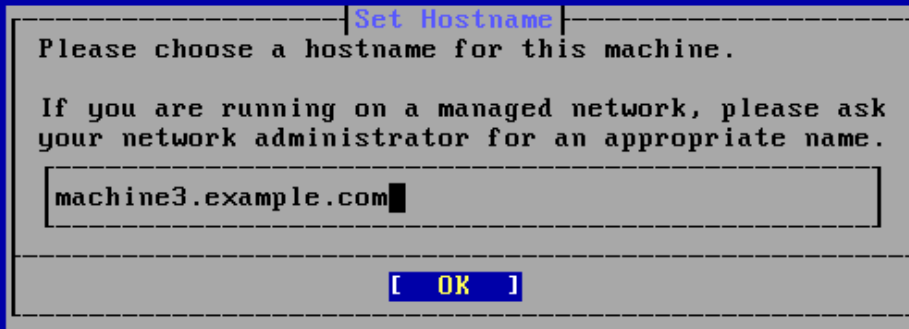 Set Hostname
Please choose a hostname for this machine.
If you are running on a managed network, please ask
your network administrator for an appropriate name.
machine3.example.com
[ OK ]